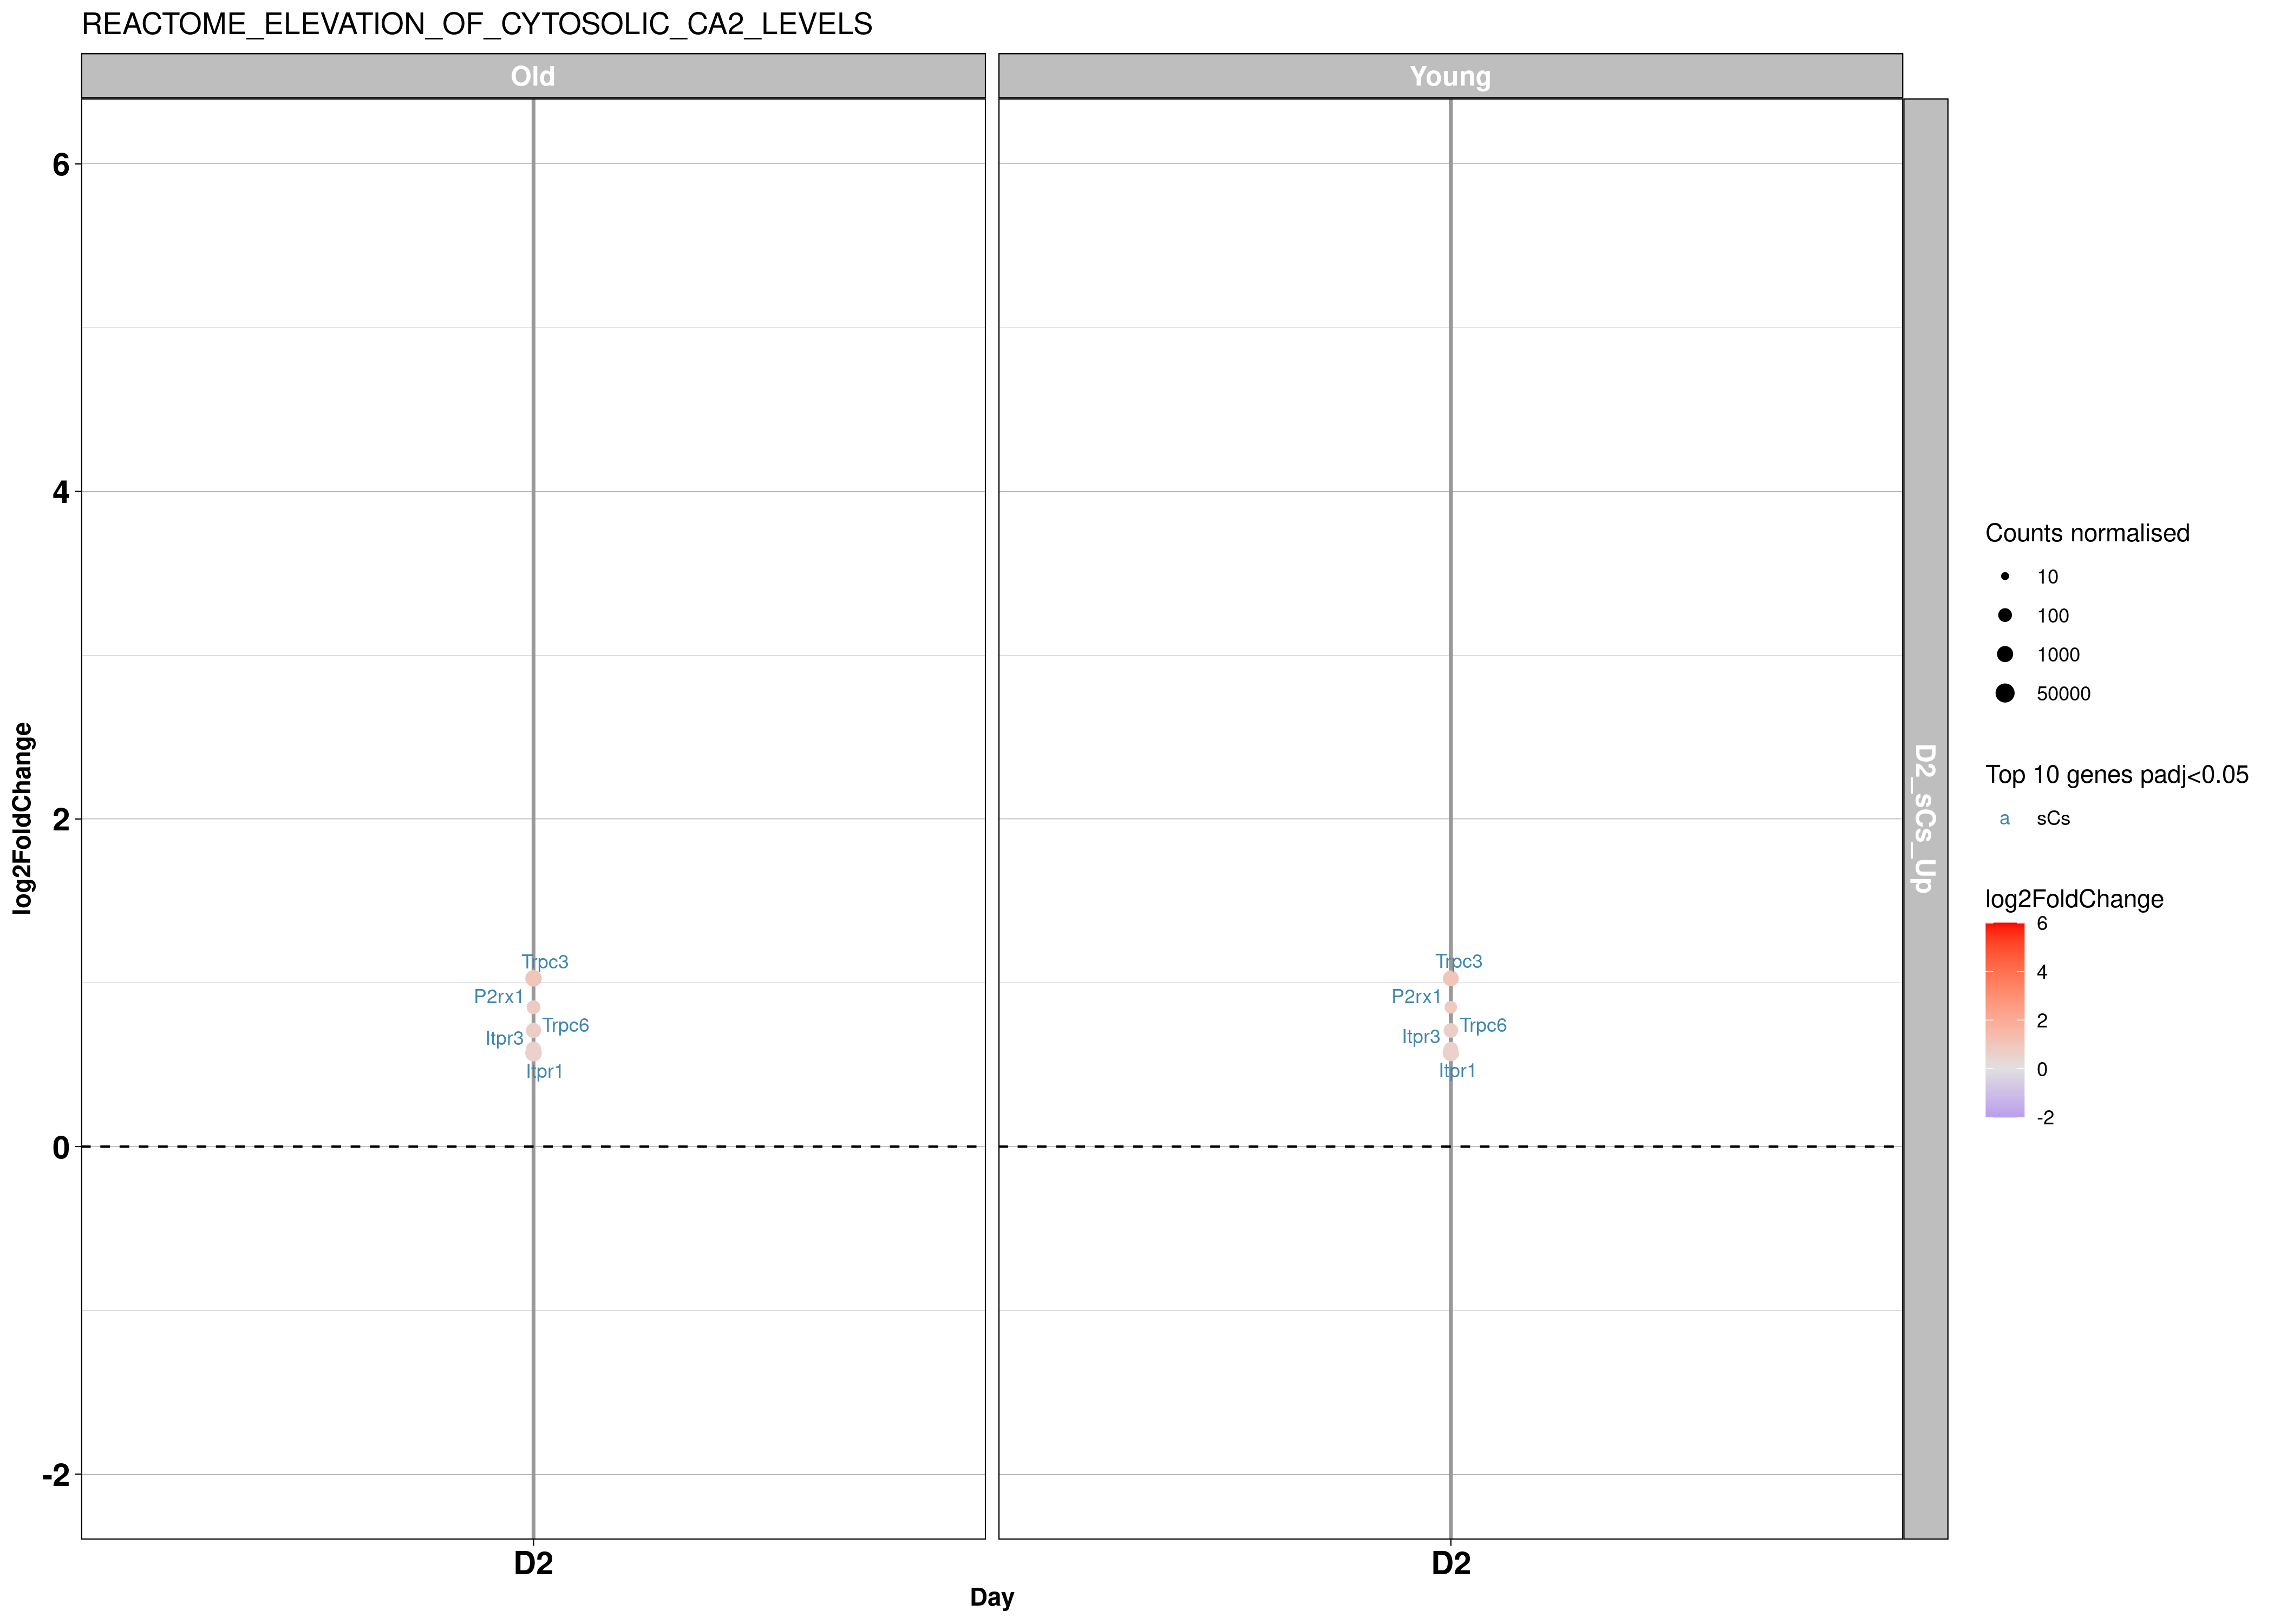 REACTOME_ELEVATION_OF_CYTOSOLIC_CA2_LEVELS
Old
Young
D2_sCs_Up
log2FoldChange
6
4
2
0
-2
Trpc3
P2rx1
Trpc6
Itpr3
Itpr1
Trpc3
P2rx1
Trpc6
Itpr3
Itpr1
D2
D2
Day
Counts normalised
10
100
1000
50000
Top 10 genes padj<0.05
a sCs
log2FoldChange
6
4
2
0
-2